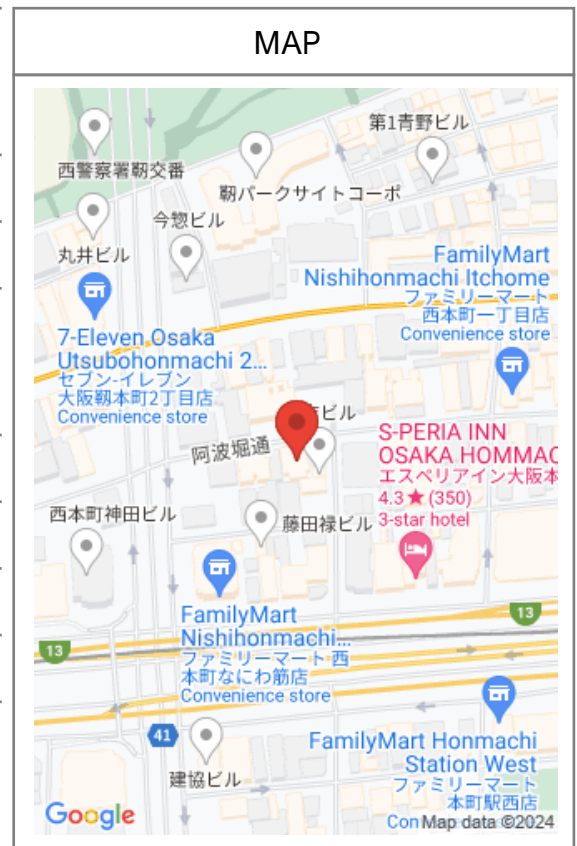 MAP
第1青野ビル
西警察署靭交番
靭パークサイトコーポ
今惣ビル
丸井ビル
FamilyMart
Nishihonmachi Itchome
ファミリーマート
西本町一丁目店
Convenience store
7-Eleven Osaka
Utsubohonmachi 2...
セブン-イレブン
大阪靱本町2丁目店
Convenience store
ビル
阿波堀通
S-PERIA INN
OSAKA HOMMAC
エスペリアイン大阪本
4.3★(350)
3-star hotel
西本町神田ビル
藤田禄ビル
FamilyMart
Nishihonmachi...
ファミリーマート 西
本町なにわ筋店
Convenience store
13
13
41
建協ビル
FamilyMart Honmachi
Station West
ファミリーマート
本町駅西店
Con
Google
Map data ©2024